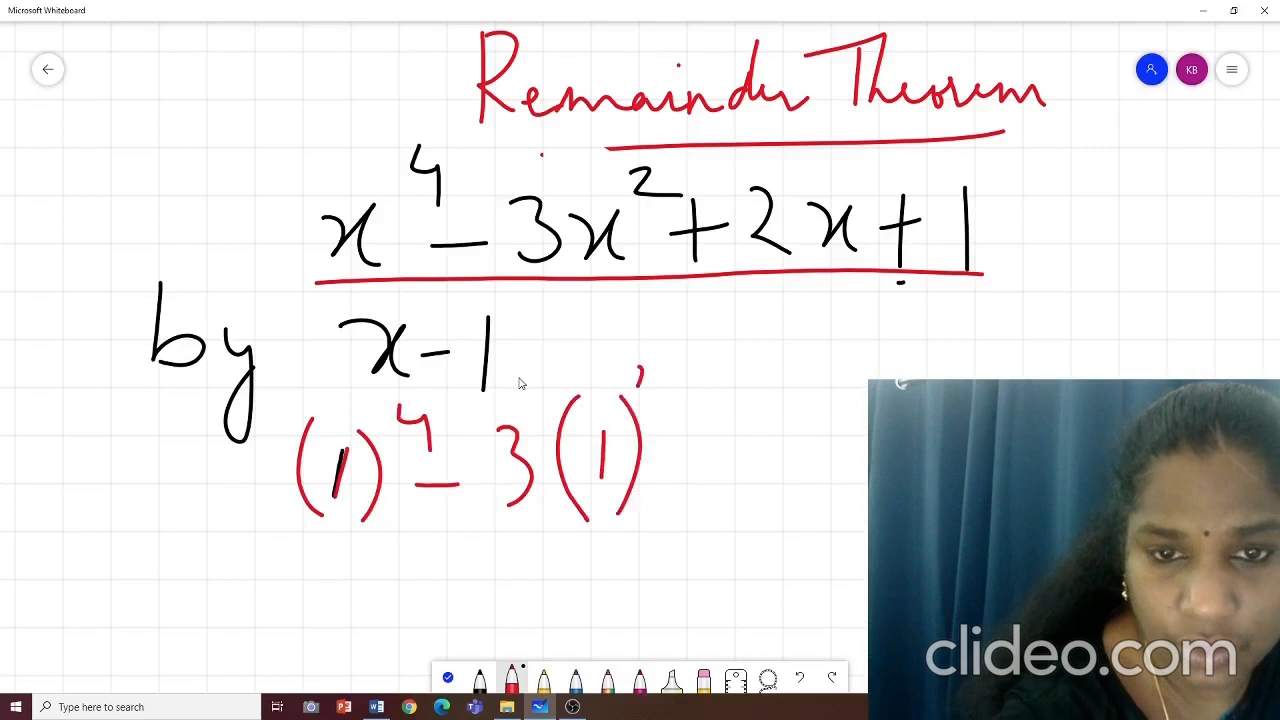 Microsoft Whiteboard
KB
Remainder Theorem
x⁴ - 3x² + 2x + 1
by x - 1
(1)⁴ - 3(1)
clideo.com
Type here to search